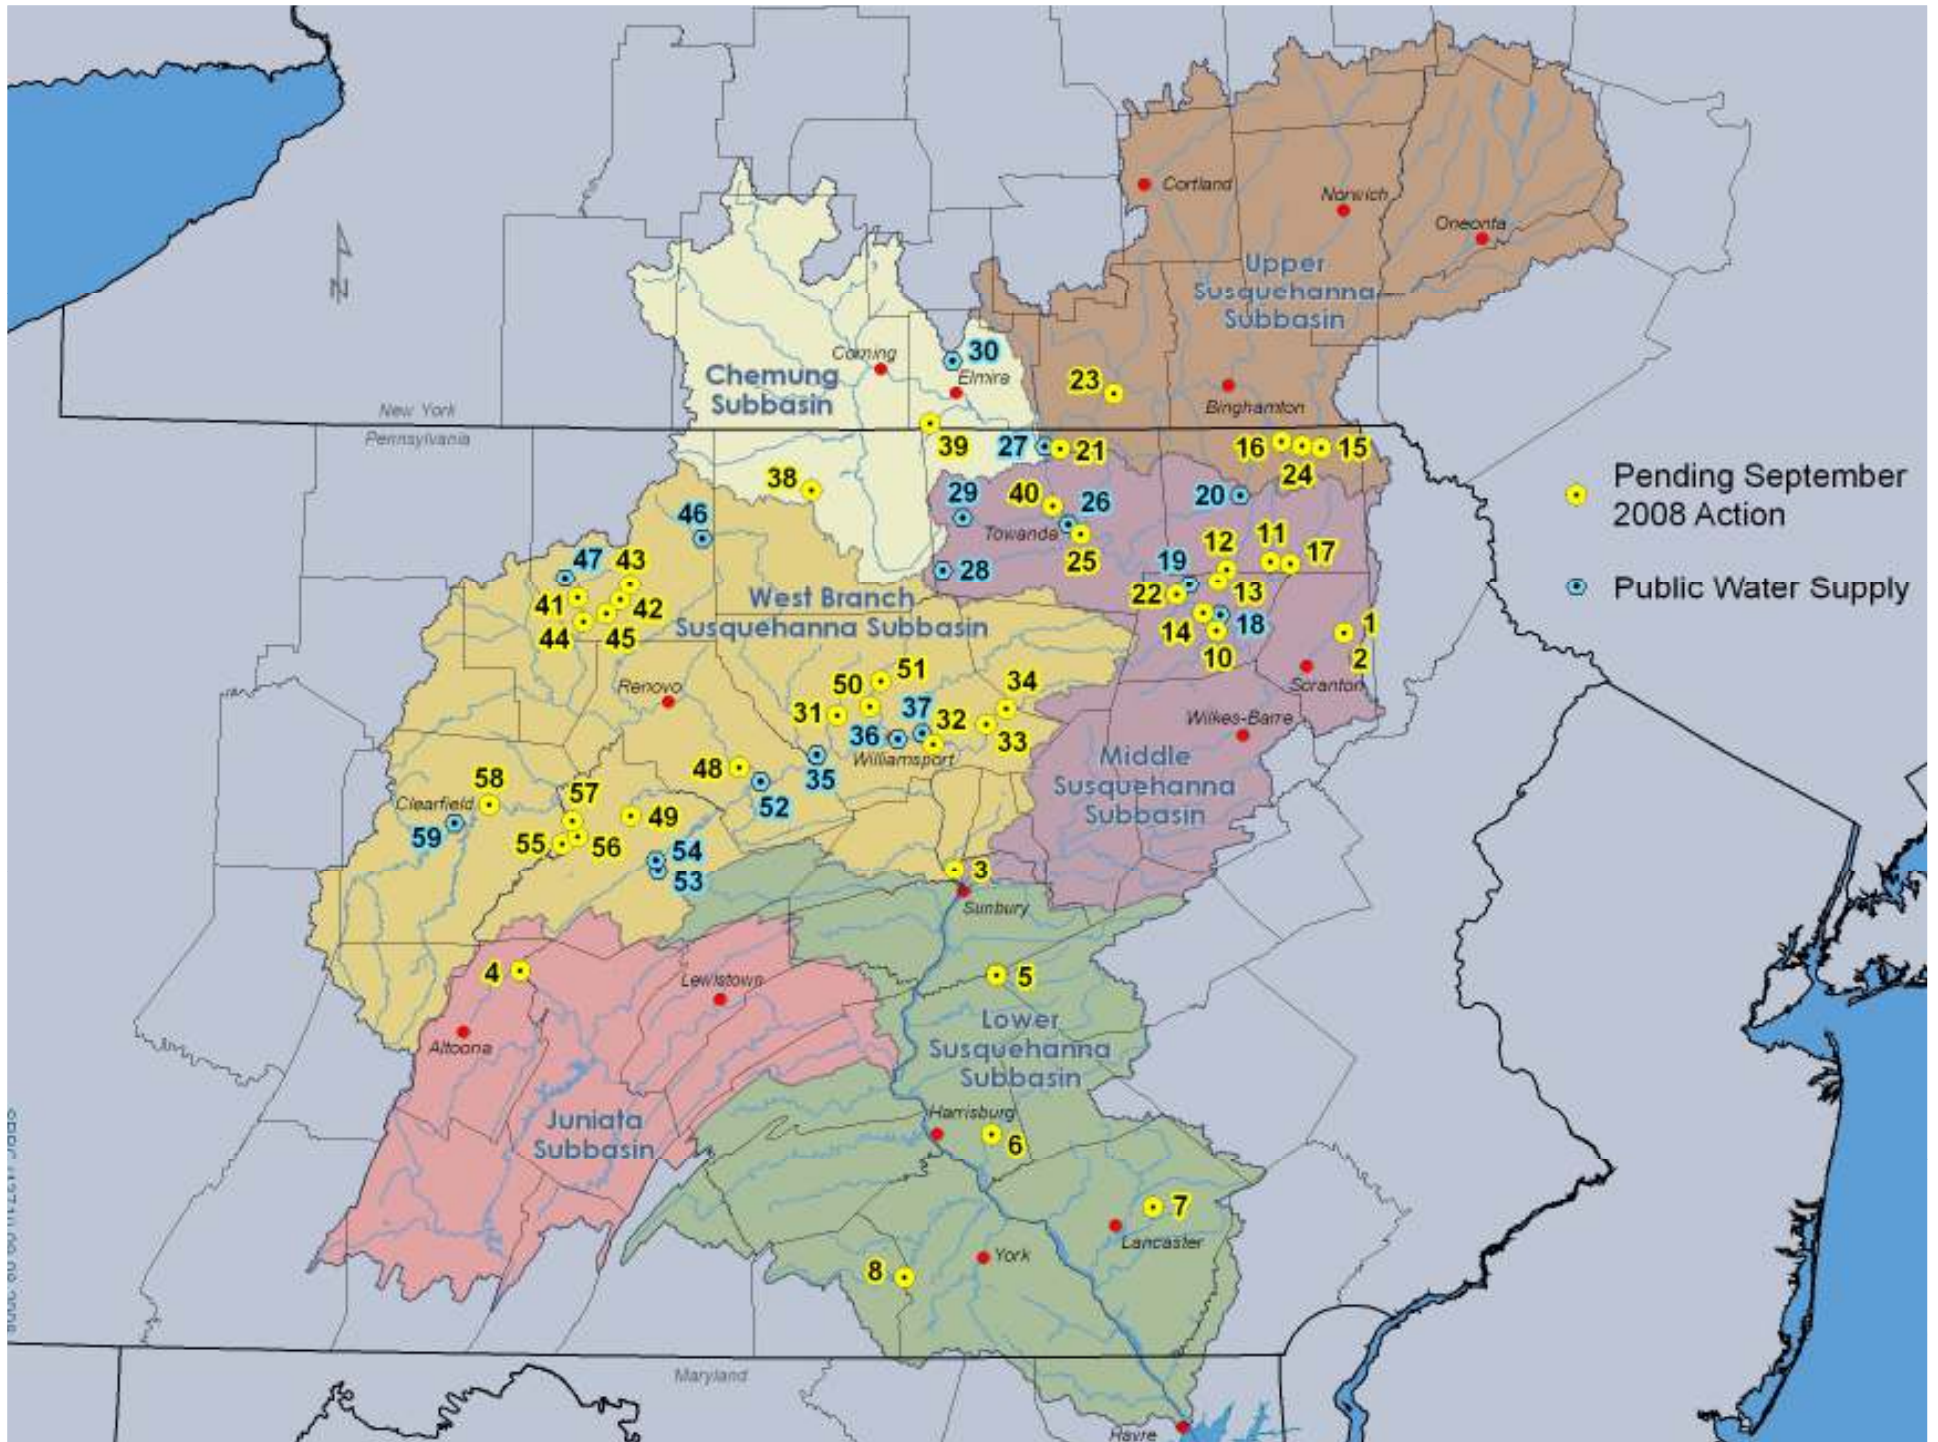 Cortland
Norwich
Oneonta
Upper
Susquehanna
Subbasin
N
Corning
30
Elmira
Chemung
Subbasin
23
Binghamton
New York
Pennsylvania
39
27
21
16
15
24
Pending September
2008 Action
38
29
40
26
20
46
Towanda
25
12
11
17
47
43
28
19
Public Water Supply
41
42
West Branch
Susquehanna Subbasin
22
13
44
45
14
18
1
10
2
51
Renovo
50
34
Scranton
31
37
32
Wilkes-Barre
36
33
Williamsport
48
35
Middle
Susquehanna
Subbasin
58
57
52
Clearfield
49
59
55
56
54
53
3
Sunbury
4
Lewistown
5
Altoona
Lower
Susquehanna
Subbasin
Juniata
Subbasin
Harrisburg
6
7
Lancaster
York
8
Maryland
Havre